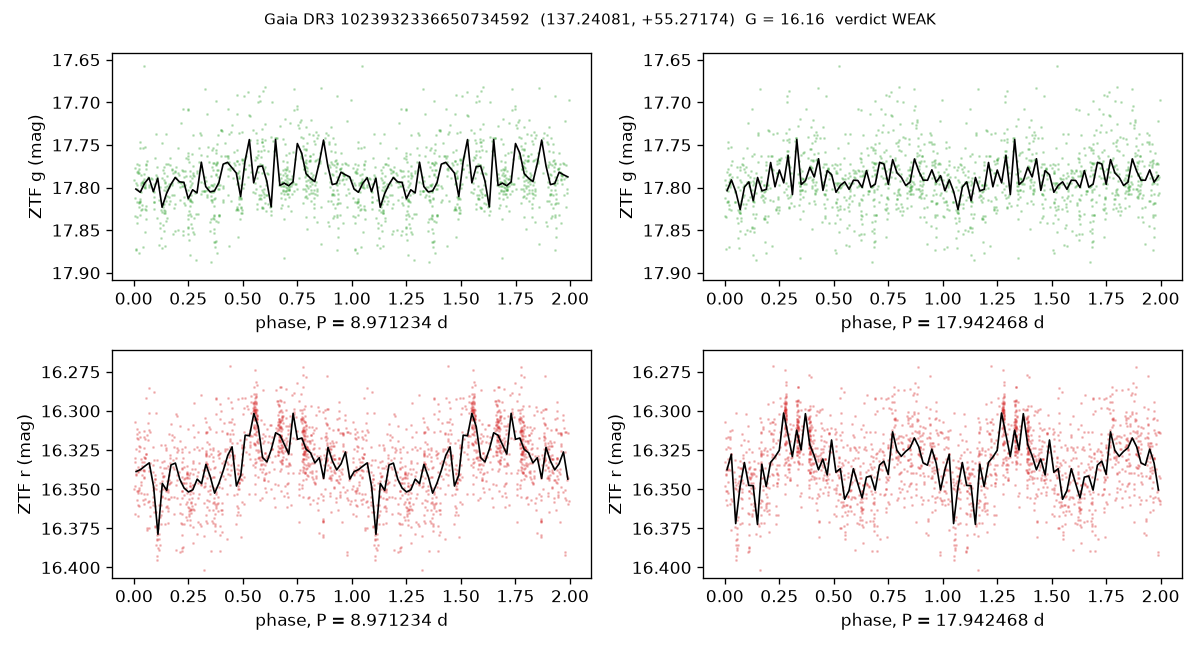 Gaia DR3 1023932336650734592  (137.24081, +55.27174)  G = 16.16  verdict WEAK
17.65
17.70
17.75
17.80
17.85
17.90
ZTF g (mag)
0.00 0.25 0.50 0.75 1.00 1.25 1.50 1.75 2.00
phase, P = 8.971234 d
17.65
17.70
17.75
17.80
17.85
17.90
ZTF g (mag)
0.00 0.25 0.50 0.75 1.00 1.25 1.50 1.75 2.00
phase, P = 17.942468 d
16.275
16.300
16.325
16.350
16.375
16.400
ZTF r (mag)
0.00 0.25 0.50 0.75 1.00 1.25 1.50 1.75 2.00
phase, P = 8.971234 d
16.275
16.300
16.325
16.350
16.375
16.400
ZTF r (mag)
0.00 0.25 0.50 0.75 1.00 1.25 1.50 1.75 2.00
phase, P = 17.942468 d